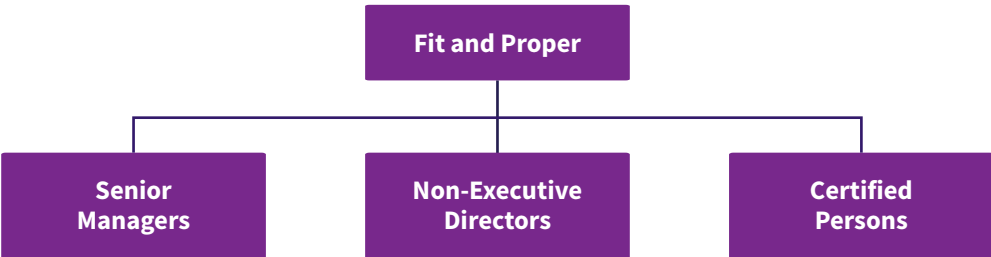 Fit and Proper
Senior
Managers
Non-Executive
Directors
Certified
Persons